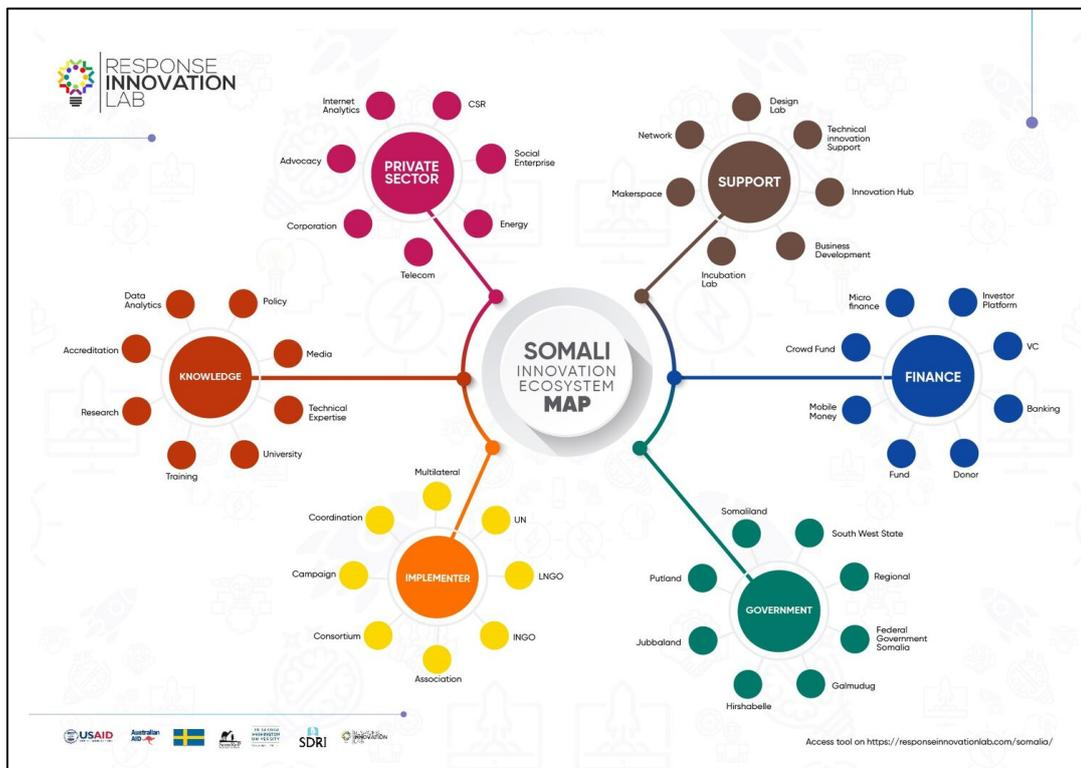 RESPONSE
INNOVATION
LAB
Internet
Analytics
CSR
Advocacy
PRIVATE
SECTOR
Social
Enterprise
Corporation
Energy
Telecom
Design
Lab
Network
Technical
innovation
Support
SUPPORT
Makerspace
Innovation Hub
Business
Development
Incubation
Lab
Data
Analytics
Policy
Accreditation
Media
KNOWLEDGE
Research
Technical
Expertise
University
Training
SOMALI
INNOVATION
ECOSYSTEM
MAP
Micro
finance
Investor
Platform
Crowd Fund
VC
FINANCE
Mobile
Money
Banking
Fund
Donor
Multilateral
Coordination
UN
Campaign
IMPLEMENTER
LNGO
Consortium
INGO
Association
Somaliland
South West State
Putland
Regional
GOVERNMENT
Jubbaland
Federal
Government
Somalia
Galmudug
Hirshabelle
USAID
Australian
AID
SDRI
Access tool on https://responseinnovationlab.com/somalia/